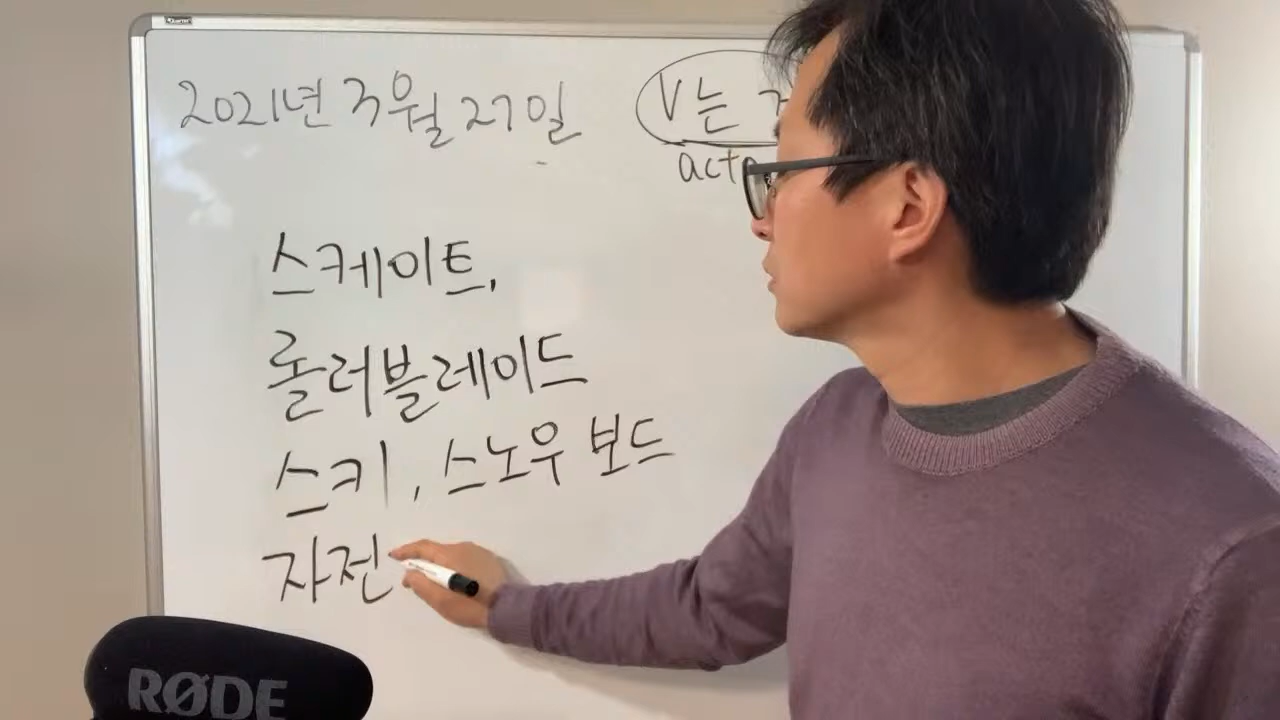 2021년 3월 27일
V는
스케이트,
롤러블레이드
스키, 스노우 보드
자전
RØDE